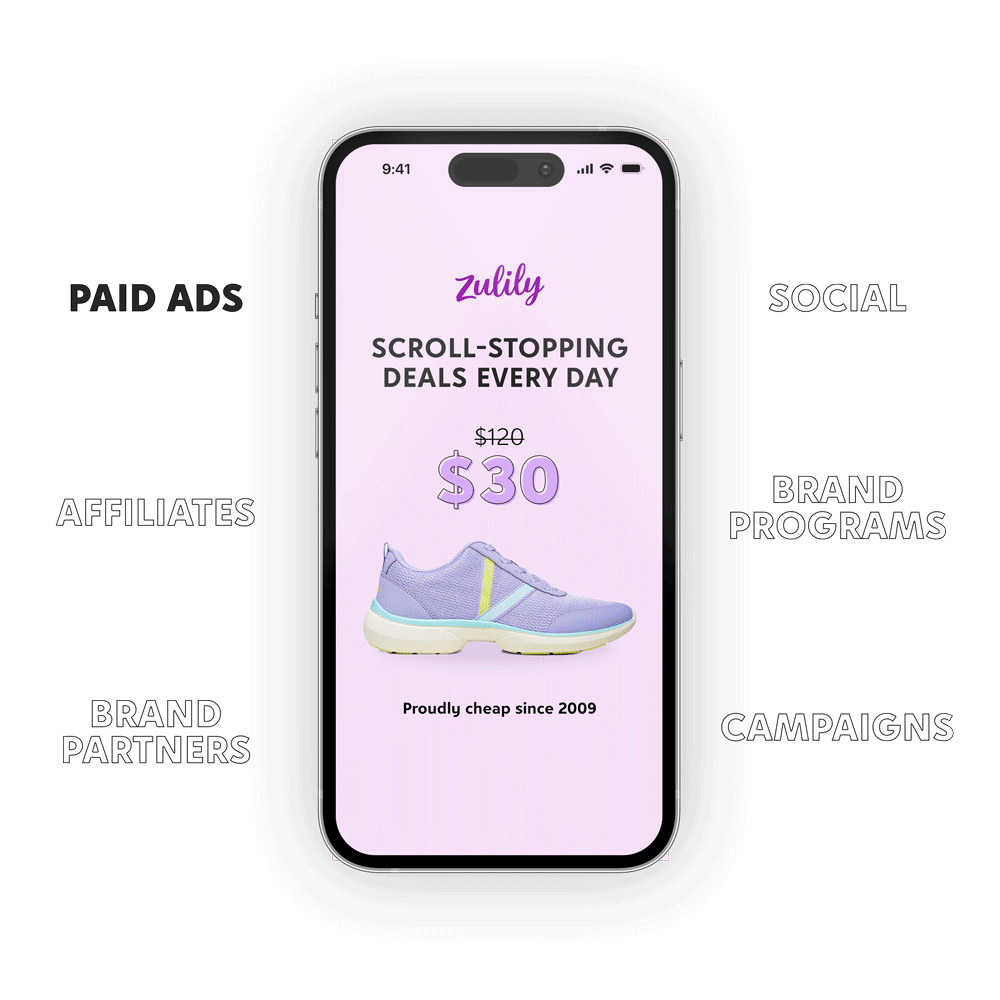 9:41
zulily
SCROLL-STOPPING
DEALS EVERY DAY
$120
$30
Proudly cheap since 2009
PAID ADS
AFFILIATES
BRAND
PARTNERS
SOCIAL
BRAND
PROGRAMS
CAMPAIGNS